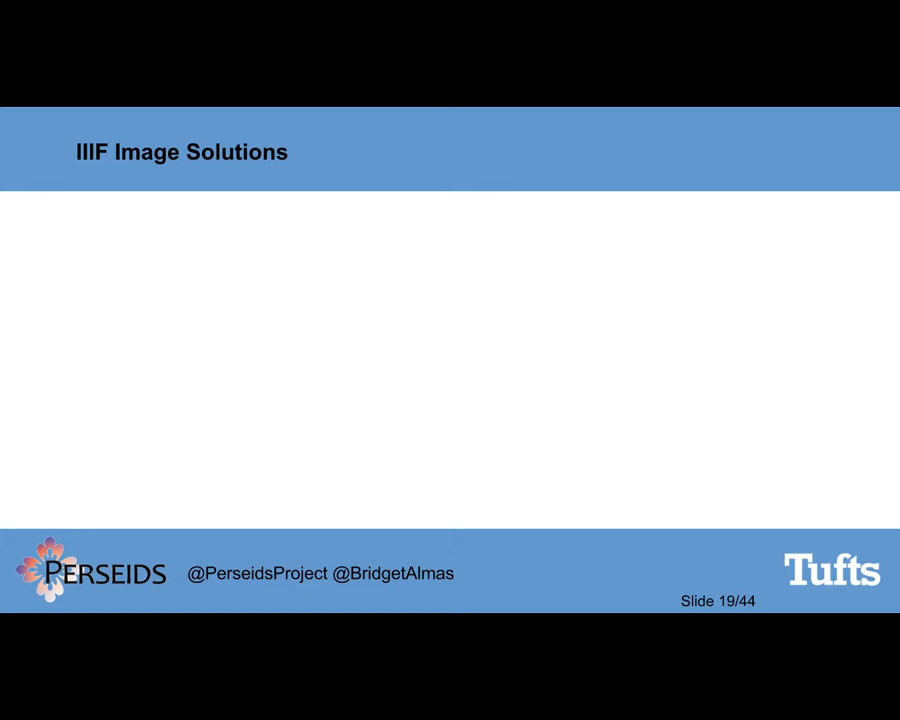 IIIF Image Solutions
PERSEIDS
@PerseidsProject @BridgetAlmas
Tufts
Slide 19/44